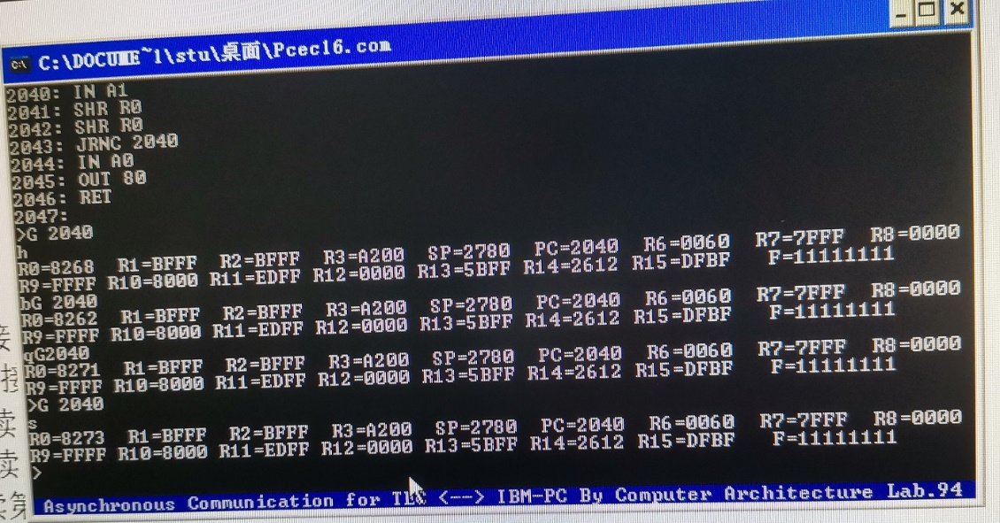 C:\DOCUME~1\stu\桌面\Pcec16.com
2040: IN A1
2041: SHR R0
2042: SHR R0
2043: JRNC 2040
2044: IN A0
2045: OUT 80
2046: RET
2047:
>G 2040
h
R0=8268 R1=BFFF R2=BFFF R3=A200 SP=2780 PC=2040 R6=0060 R7=7FFF R8=0000
R9=FFFF R10=8000 R11=EDFF R12=0000 R13=5BFF R14=2612 R15=DFBF F=11111111
bG 2040
R0=8262 R1=BFFF R2=BFFF R3=A200 SP=2780 PC=2040 R6=0060 R7=7FFF R8=0000
R9=FFFF R10=8000 R11=EDFF R12=0000 R13=5BFF R14=2612 R15=DFBF F=11111111
qG2040
R0=8271 R1=BFFF R2=BFFF R3=A200 SP=2780 PC=2040 R6=0060 R7=7FFF R8=0000
R9=FFFF R10=8000 R11=EDFF R12=0000 R13=5BFF R14=2612 R15=DFBF F=11111111
>G 2040
s
R0=8273 R1=BFFF R2=BFFF R3=A200 SP=2780 PC=2040 R6=0060 R7=7FFF R8=0000
R9=FFFF R10=8000 R11=EDFF R12=0000 R13=5BFF R14=2612 R15=DFBF F=11111111
>
Asynchronous Communication for TEC <--> IBM-PC By Computer Architecture Lab.94